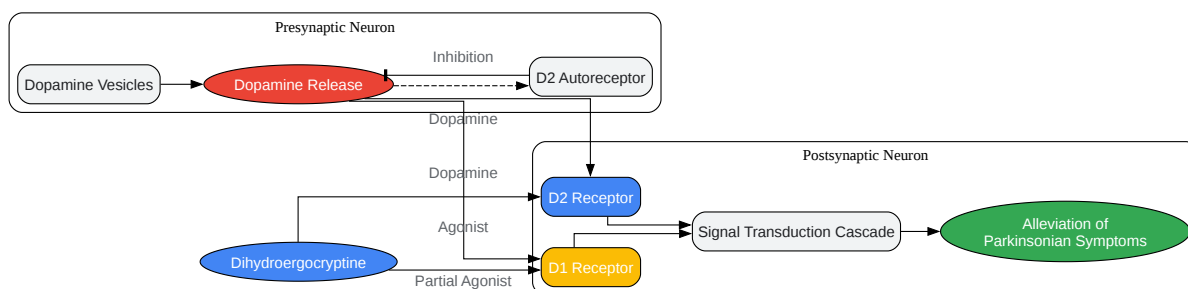 Presynaptic Neuron
Inhibition
Dopamine Vesicles
Dopamine Release
D2 Autoreceptor
Dopamine
Postsynaptic Neuron
Dopamine
D2 Receptor
Agonist
Signal Transduction Cascade
Alleviation of
Parkinsonian Symptoms
Dihydroergocryptine
D1 Receptor
Partial Agonist